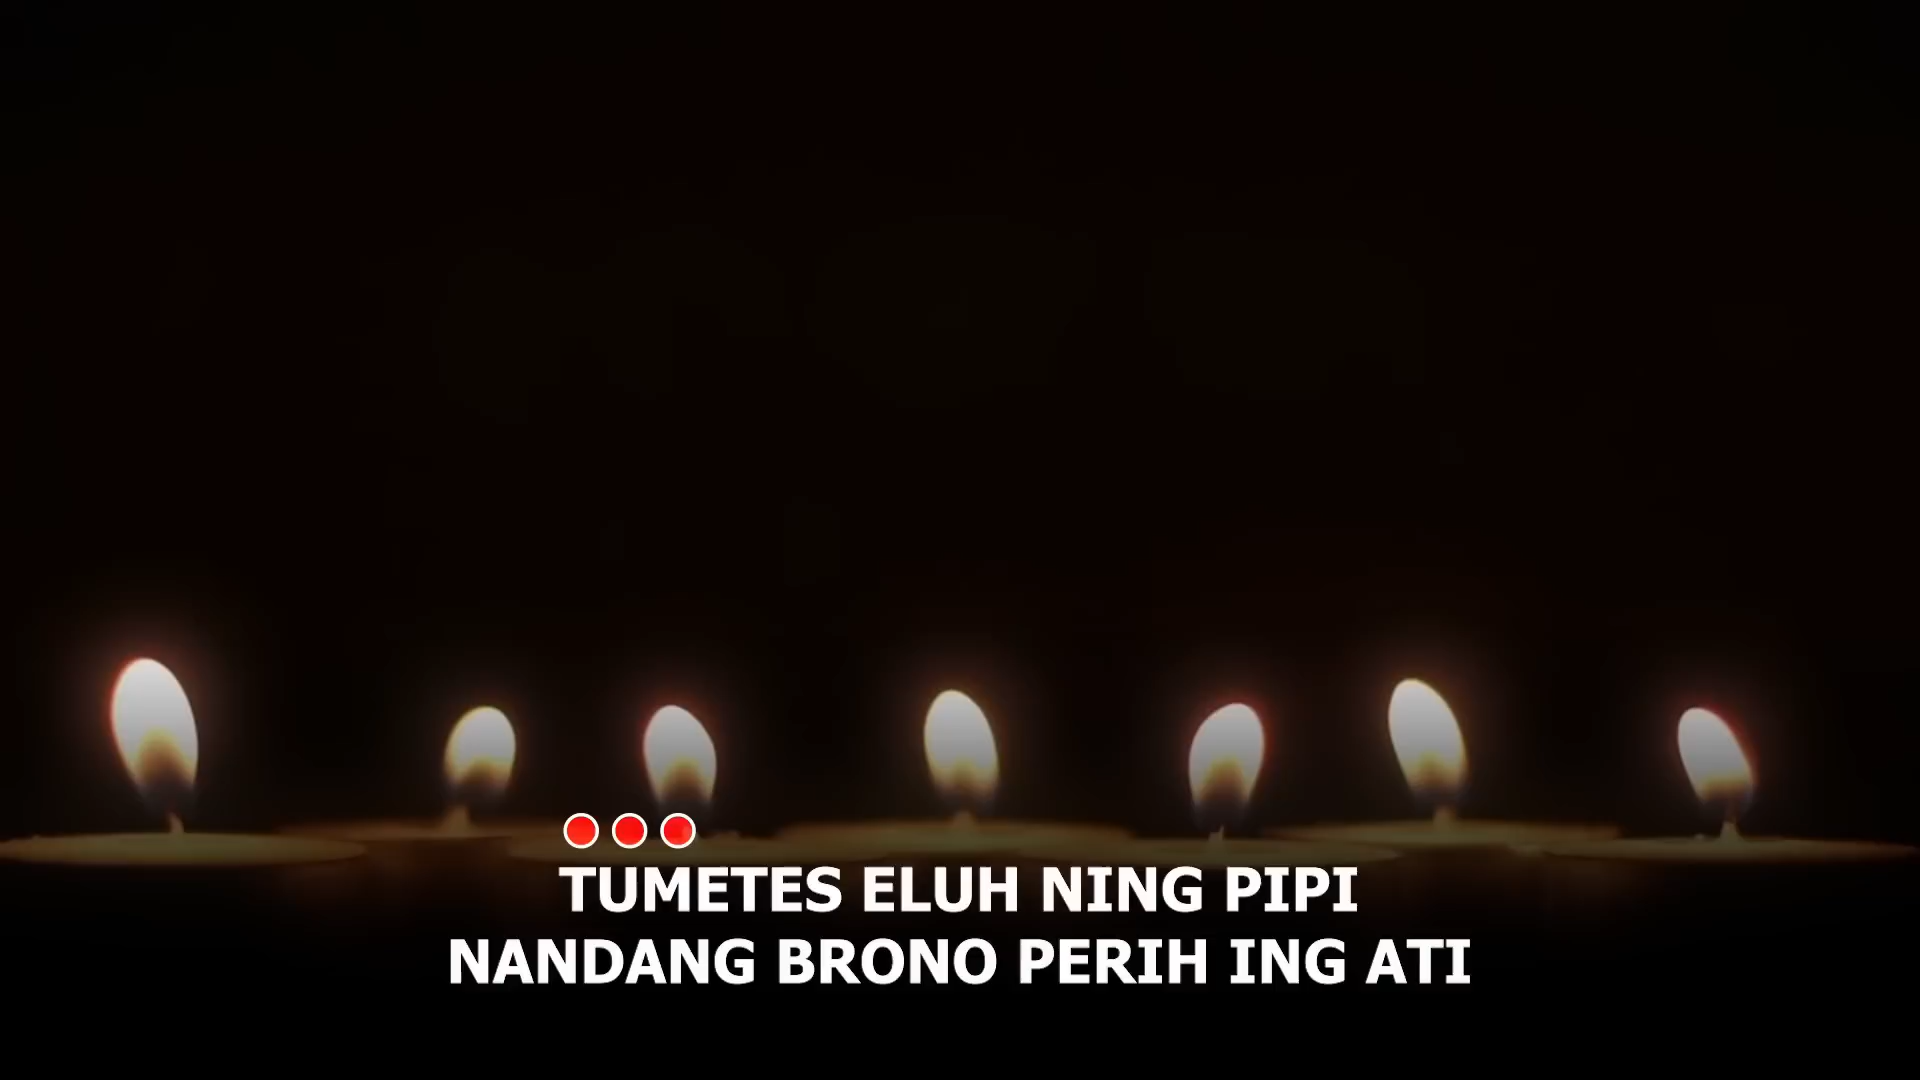 TUMETES ELUH NING PIPI
NANDANG BRONO PERIH ING ATI